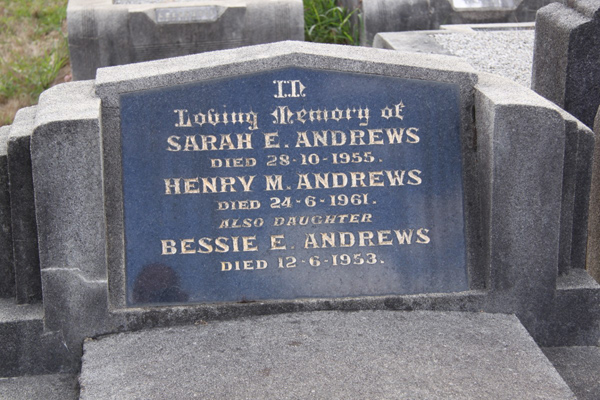 In
Loving Memory of
SARAH E. ANDREWS
DIED 28-10-1955.
HENRY M. ANDREWS
DIED 24-6-1961.
ALSO DAUGHTER
BESSIE E. ANDREWS
DIED 12-6-1953.